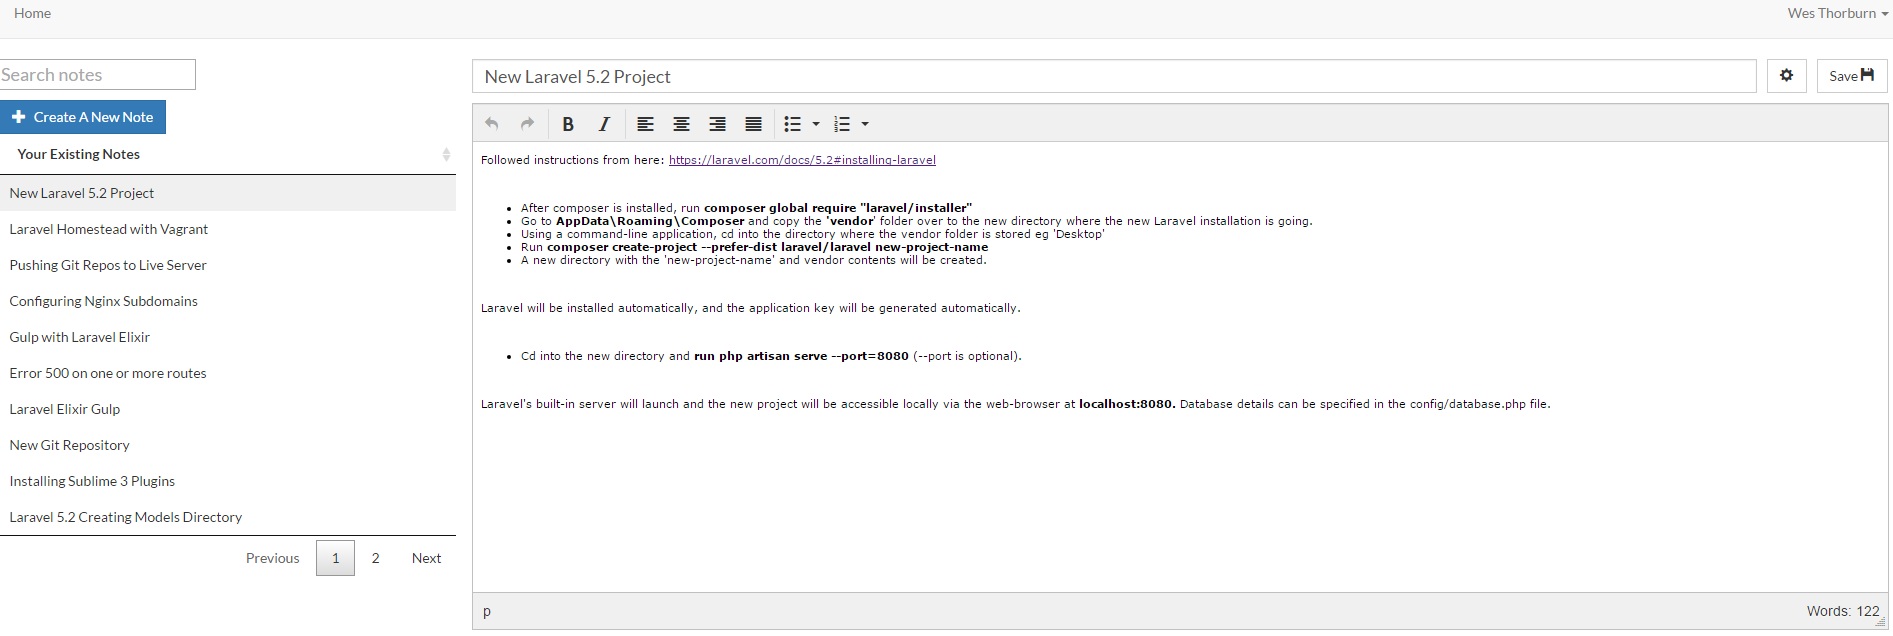 Home
Wes Thorburn
Search notes
Create A New Note
Your Existing Notes
New Laravel 5.2 Project
Laravel Homestead with Vagrant
Pushing Git Repos to Live Server
Configuring Nginx Subdomains
Gulp with Laravel Elixir
Error 500 on one or more routes
Laravel Elixir Gulp
New Git Repository
Installing Sublime 3 Plugins
Laravel 5.2 Creating Models Directory
Previous 1 2 Next
New Laravel 5.2 Project
Save
B I
Followed instructions from here: https://laravel.com/docs/5.2#installing-laravel
• After composer is installed, run composer global require "laravel/installer"
• Go to AppData\Roaming\Composer and copy the 'vendor' folder over to the new directory where the new Laravel installation is going.
• Using a command-line application, cd into the directory where the vendor folder is stored eg 'Desktop'
• Run composer create-project --prefer-dist laravel/laravel new-project-name
• A new directory with the 'new-project-name' and vendor contents will be created.
Laravel will be installed automatically, and the application key will be generated automatically.
• Cd into the new directory and run php artisan serve --port=8080 (--port is optional).
Laravel's built-in server will launch and the new project will be accessible locally via the web-browser at localhost:8080. Database details can be specified in the config/database.php file.
p
Words: 122